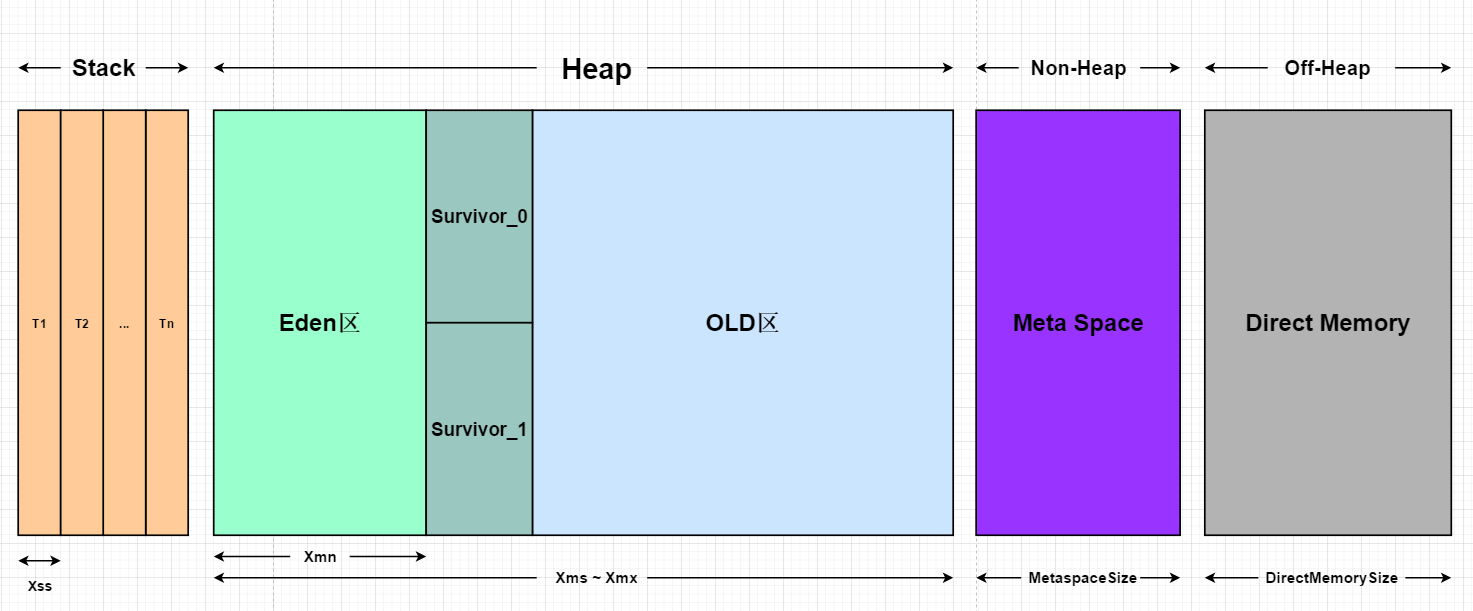 Stack
Heap
Non-Heap
Off-Heap
Survivor_0
T1
T2
...
Tn
Eden区
OLD区
Meta Space
Direct Memory
Survivor_1
Xmn
Xss
Xms ~ Xmx
MetaspaceSize
DirectMemorySize